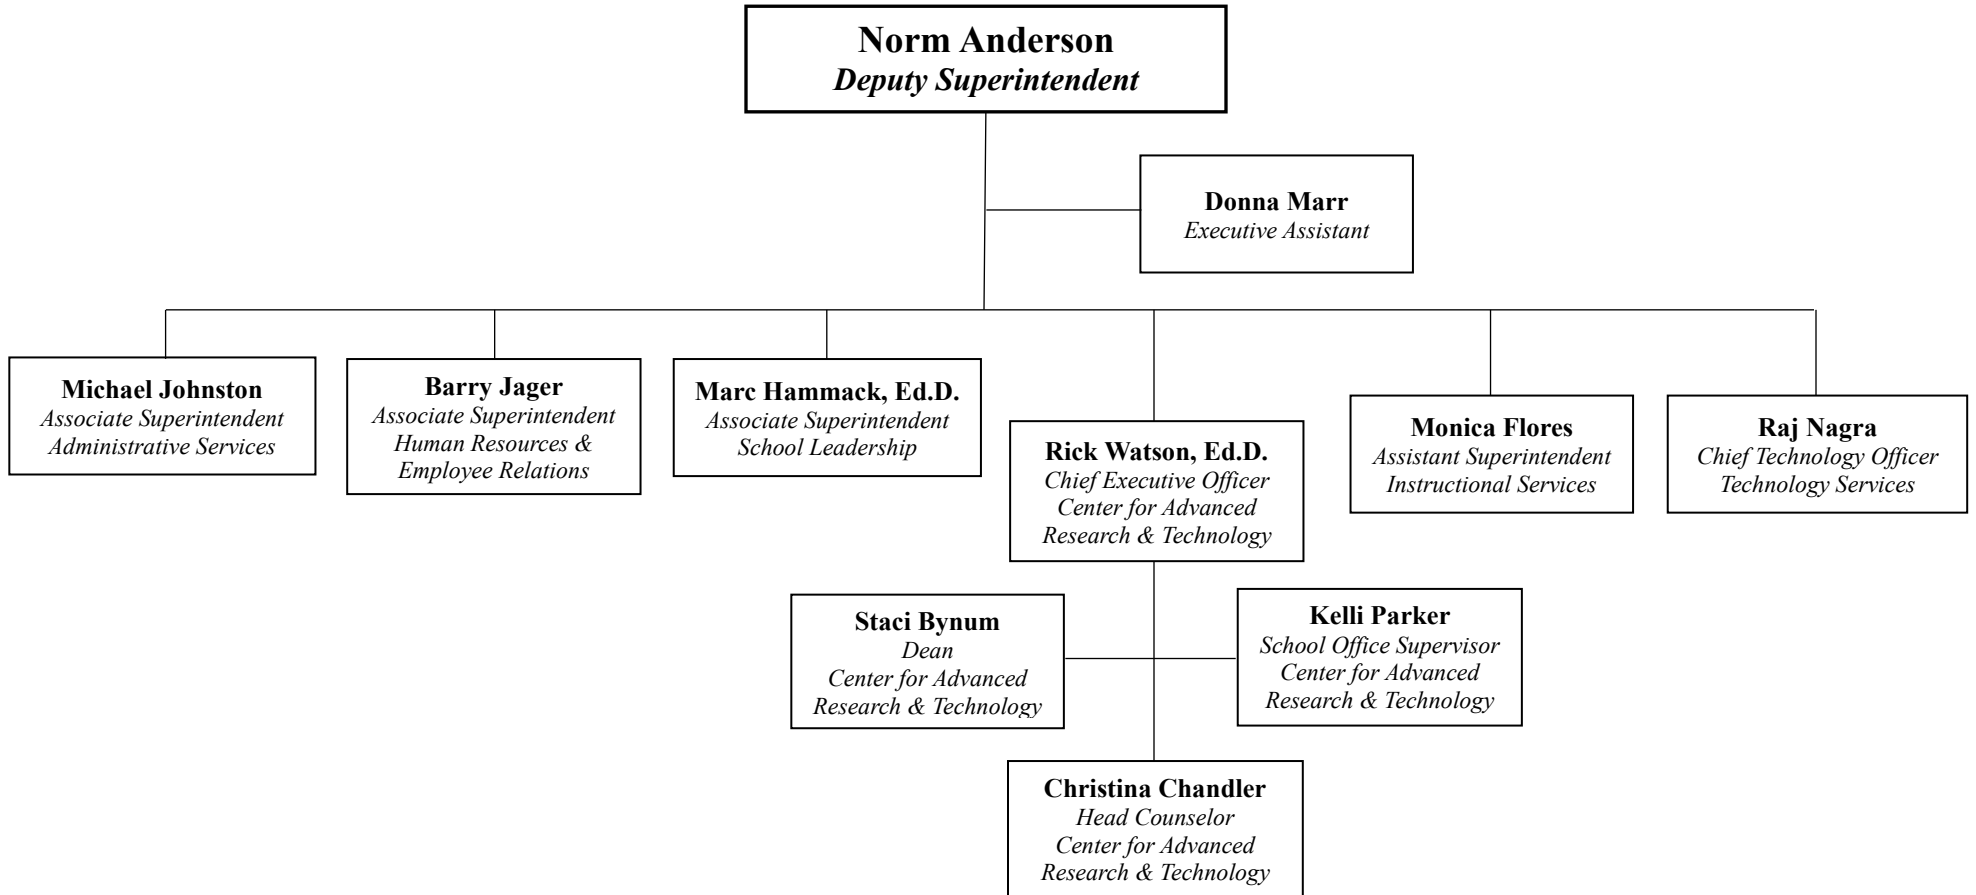 Norm Anderson
Deputy Superintendent
Donna Marr
Executive Assistant
Michael Johnston
Associate Superintendent
Administrative Services
Barry Jager
Associate Superintendent
Human Resources &
Employee Relations
Marc Hammack, Ed.D.
Associate Superintendent
School Leadership
Rick Watson, Ed.D.
Chief Executive Officer
Center for Advanced
Research & Technology
Monica Flores
Assistant Superintendent
Instructional Services
Raj Nagra
Chief Technology Officer
Technology Services
Staci Bynum
Dean
Center for Advanced
Research & Technology
Kelli Parker
School Office Supervisor
Center for Advanced
Research & Technology
Christina Chandler
Head Counselor
Center for Advanced
Research & Technology